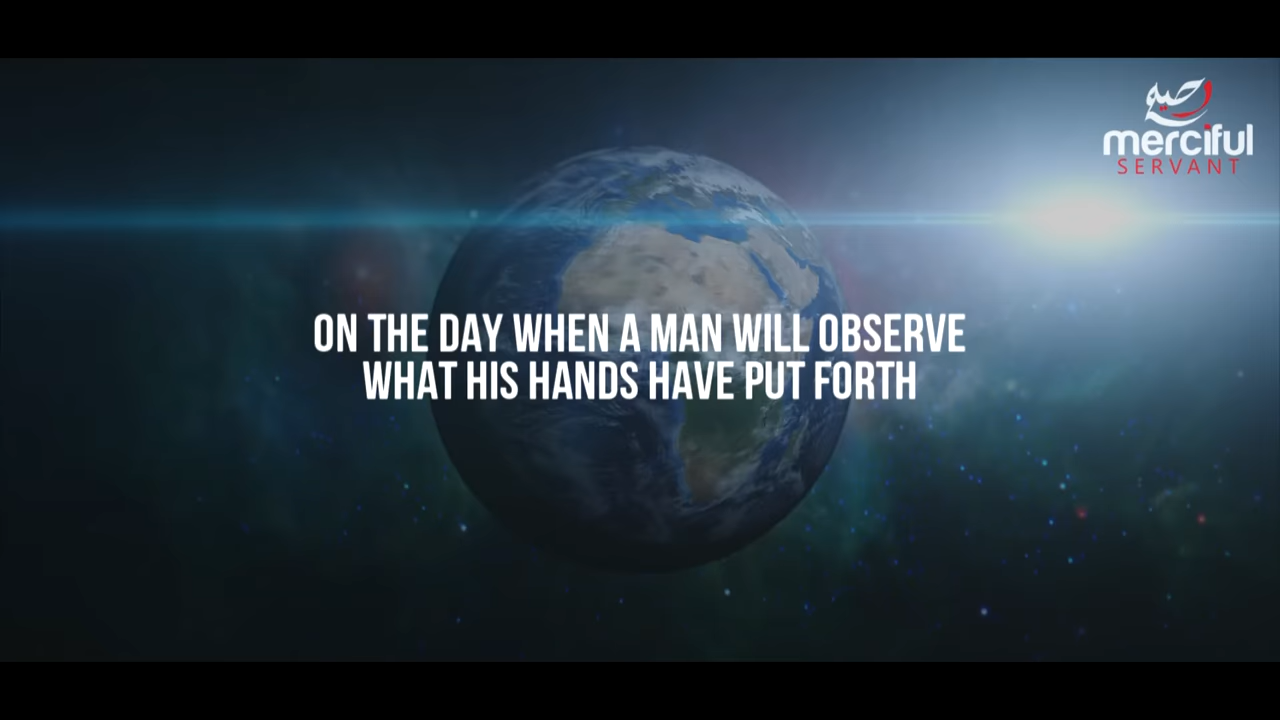 merciful
SERVANT
ON THE DAY WHEN A MAN WILL OBSERVE
WHAT HIS HANDS HAVE PUT FORTH